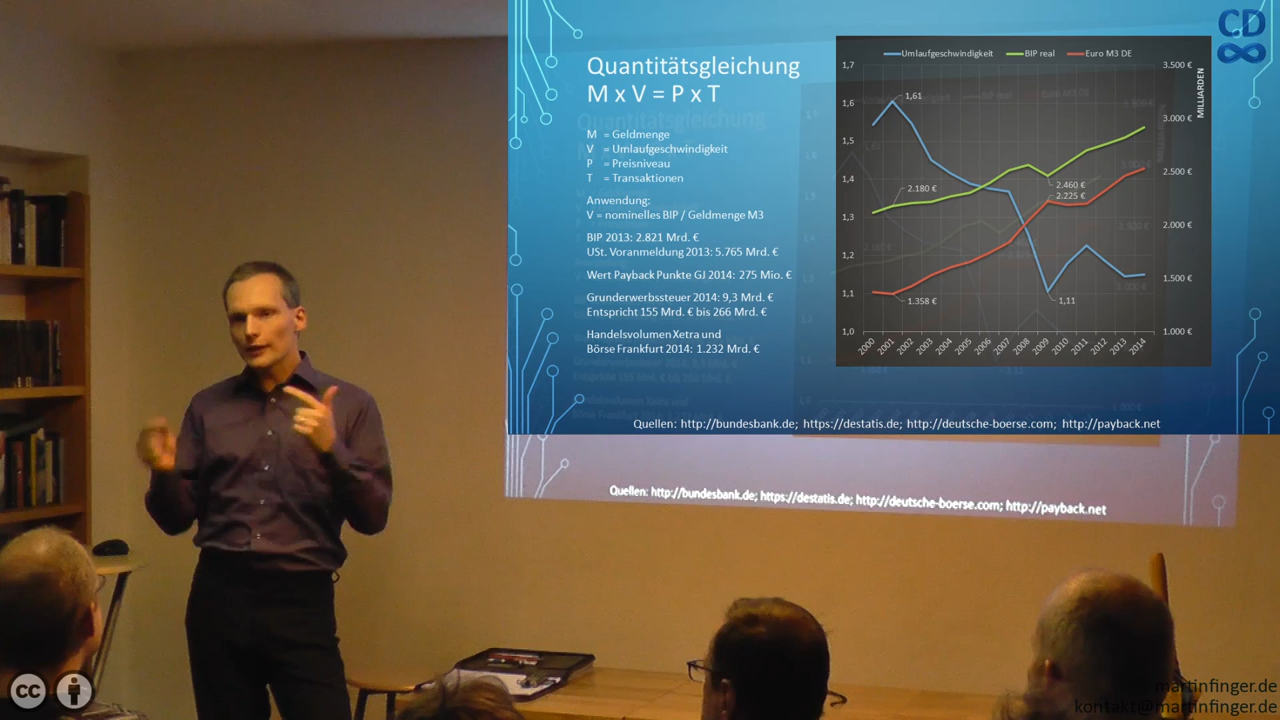 CD
Quantitätsgleichung
M x V = P x T
M = Geldmenge
V = Umlaufgeschwindigkeit
P = Preisniveau
T = Transaktionen
Anwendung:
V = nominelles BIP / Geldmenge M3
BIP 2013: 2.821 Mrd. €
USt. Voranmeldung 2013: 5.765 Mrd. €
Wert Payback Punkte GJ 2014: 275 Mio. €
Grunderwerbssteuer 2014: 9,3 Mrd. €
Entspricht 155 Mrd. € bis 266 Mrd. €
Handelsvolumen Xetra und
Börse Frankfurt 2014: 1.232 Mrd. €
Umlaufgeschwindigkeit BIP real Euro M3 DE
1,7
1,6
1,5
1,4
1,3
1,2
1,1
1,0
1,61
2.180 €
2.460 €
2.225 €
1.358 €
1,11
3.500 €
3.000 €
2.500 €
2.000 €
1.500 €
1.000 €
MILLIARDEN
2000 2001 2002 2003 2004 2005 2006 2007 2008 2009 2010 2011 2012 2013 2014
Quellen: http://bundesbank.de; https://destatis.de; http://deutsche-boerse.com; http://payback.net
Quellen: http://bundesbank.de; https://destatis.de; http://deutsche-boerse.com; http://payback.net
cc
martinfinger.de
kontakt@martinfinger.de